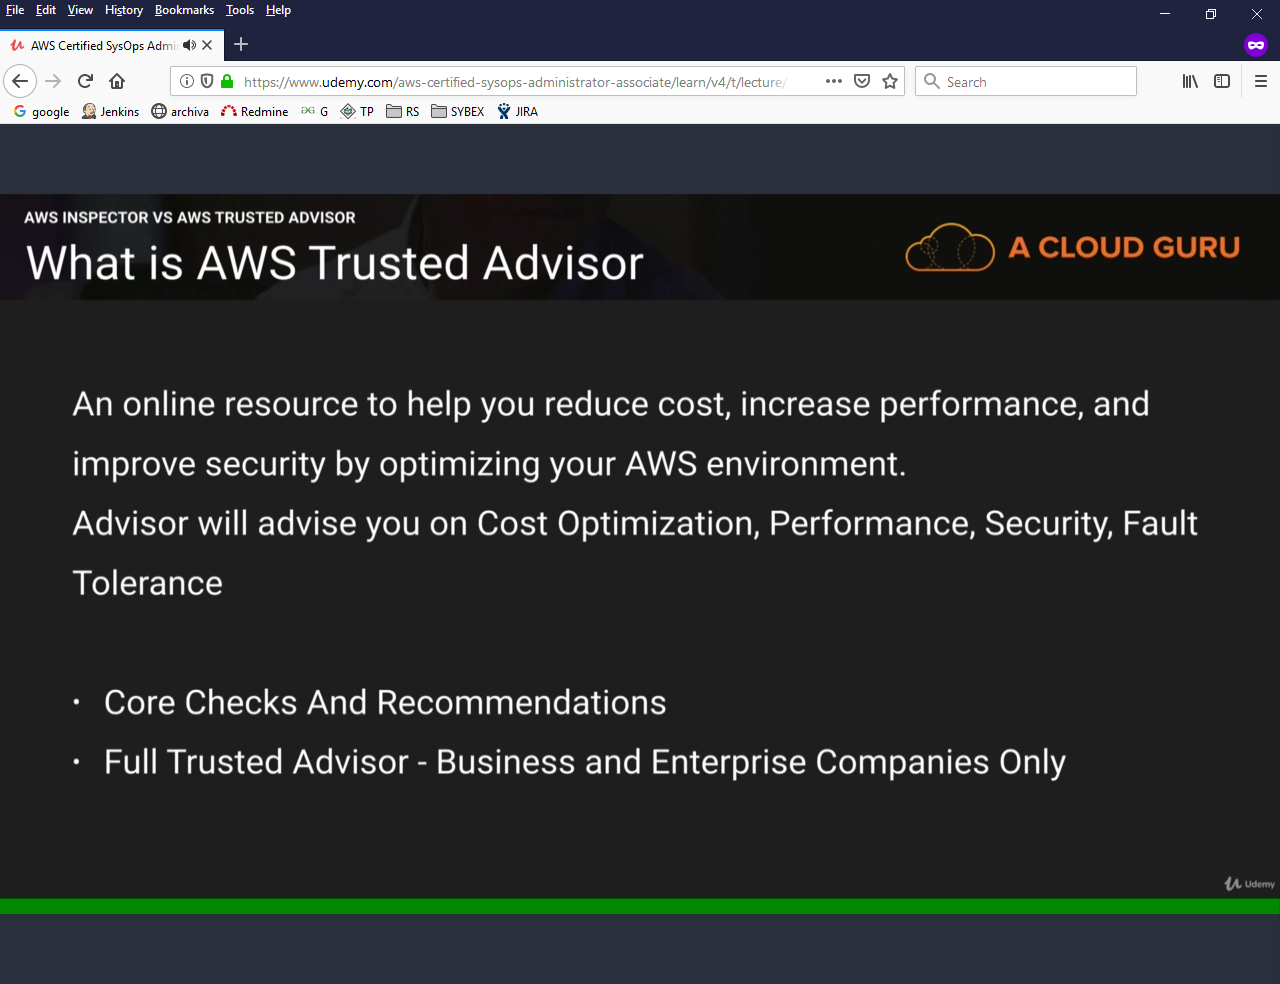 File Edit View History Bookmarks Tools Help
AWS Certified SysOps Admi
https://www.udemy.com/aws-certified-sysops-administrator-associate/learn/v4/t/lecture/
Search
google Jenkins archiva Redmine G TP RS SYBEX JIRA
AWS INSPECTOR VS AWS TRUSTED ADVISOR
What is AWS Trusted Advisor
A CLOUD GURU
An online resource to help you reduce cost, increase performance, and
improve security by optimizing your AWS environment.
Advisor will advise you on Cost Optimization, Performance, Security, Fault
Tolerance
• Core Checks And Recommendations
• Full Trusted Advisor - Business and Enterprise Companies Only
Udemy